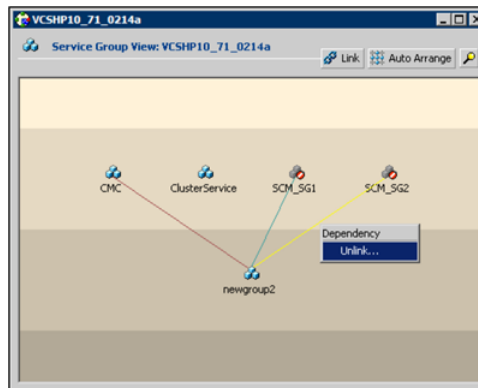 VCSHP10_71_0214a
Service Group View: VCSHP10_71_0214a
Link Auto Arrange
CMC ClusterService SCM_SG1 SCM_SG2
Dependency
Unlink...
newgroup2